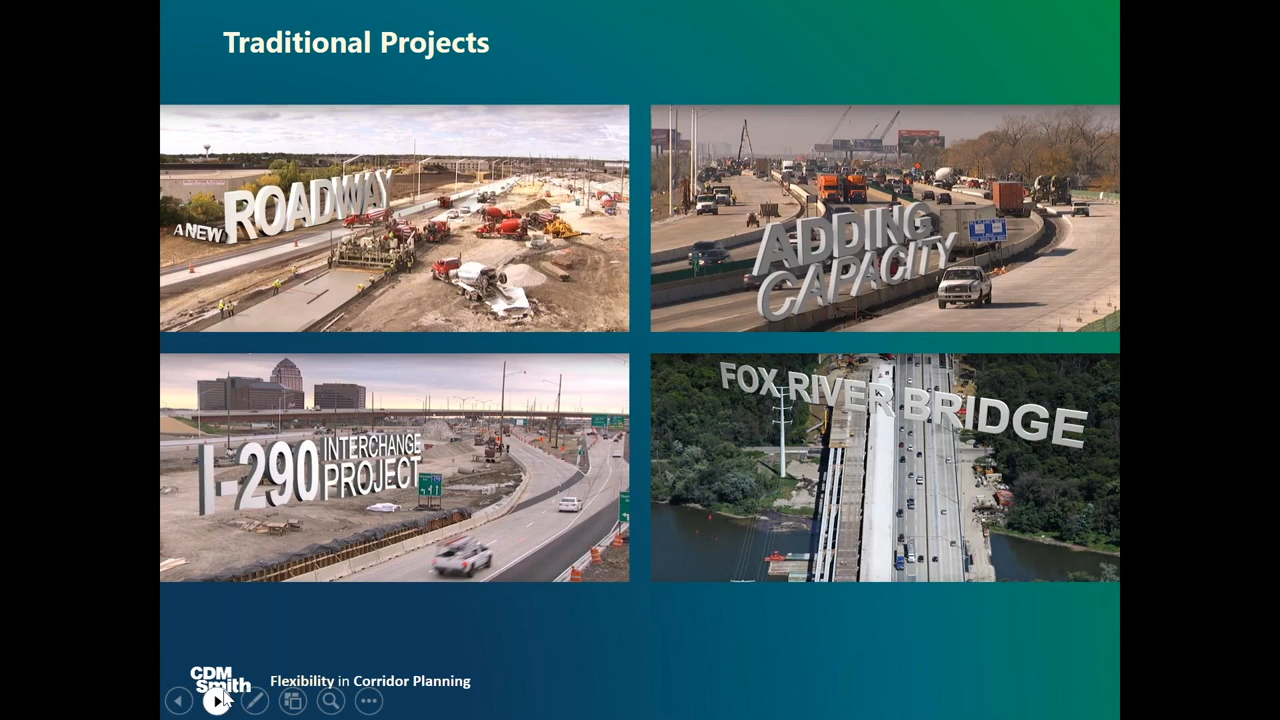 Traditional Projects
A NEW ROADWAY
ADDING
CAPACITY
I-290 INTERCHANGE
PROJECT
FOX RIVER BRIDGE
CDM
Smith
Flexibility in Corridor Planning